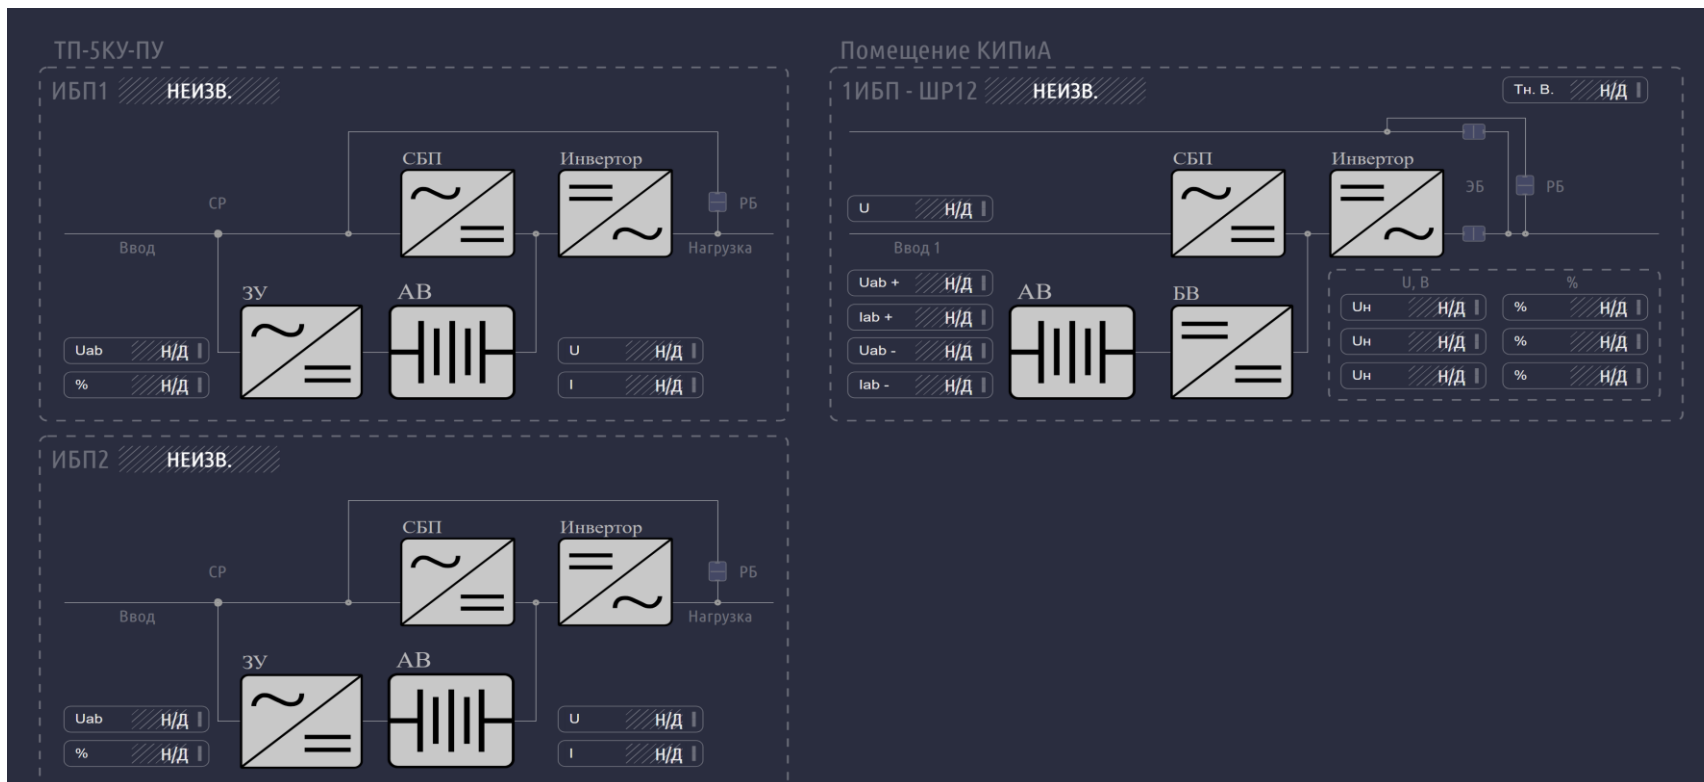 ТП-5КУ-ПУ
ИБП1 НЕИЗВ.
СБП Инвертор
СР РБ
Ввод Нагрузка
ЗУ АВ
Uab Н/Д U Н/Д
% Н/Д I Н/Д
ИБП2 НЕИЗВ.
СБП Инвертор
СР РБ
Ввод Нагрузка
ЗУ АВ
Uab Н/Д U Н/Д
% Н/Д I Н/Д
Помещение КИПиА
1ИБП - ШР12 НЕИЗВ. Тн. В. Н/Д
СБП Инвертор
ЭБ РБ
U Н/Д
Ввод 1
Uab + Н/Д
Iab + Н/Д
Uab - Н/Д
Iab - Н/Д
АВ БВ
U, В %
Uн Н/Д % Н/Д
Uн Н/Д % Н/Д
Uн Н/Д % Н/Д